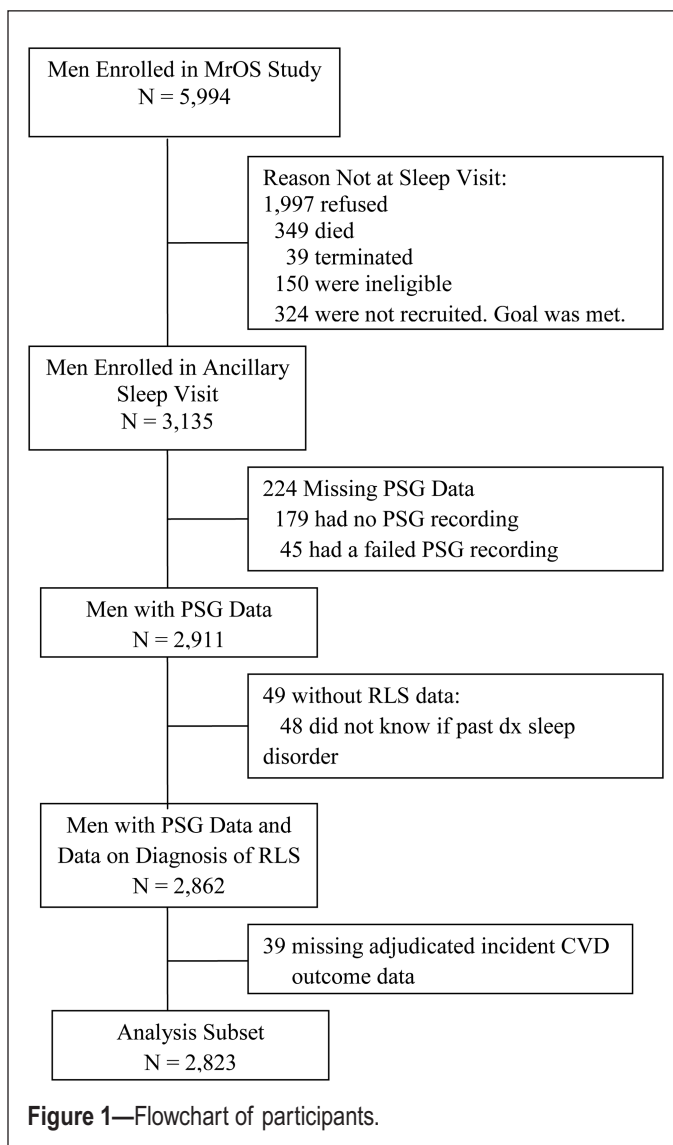 Men Enrolled in MrOS Study
N = 5,994
Reason Not at Sleep Visit:
1,997 refused
349 died
39 terminated
150 were ineligible
324 were not recruited. Goal was met.
Men Enrolled in Ancillary
Sleep Visit
N = 3,135
224 Missing PSG Data
179 had no PSG recording
45 had a failed PSG recording
Men with PSG Data
N = 2,911
49 without RLS data:
48 did not know if past dx sleep
disorder
Men with PSG Data and
Data on Diagnosis of RLS
N = 2,862
39 missing adjudicated incident CVD
outcome data
Analysis Subset
N = 2,823
Figure 1—Flowchart of participants.